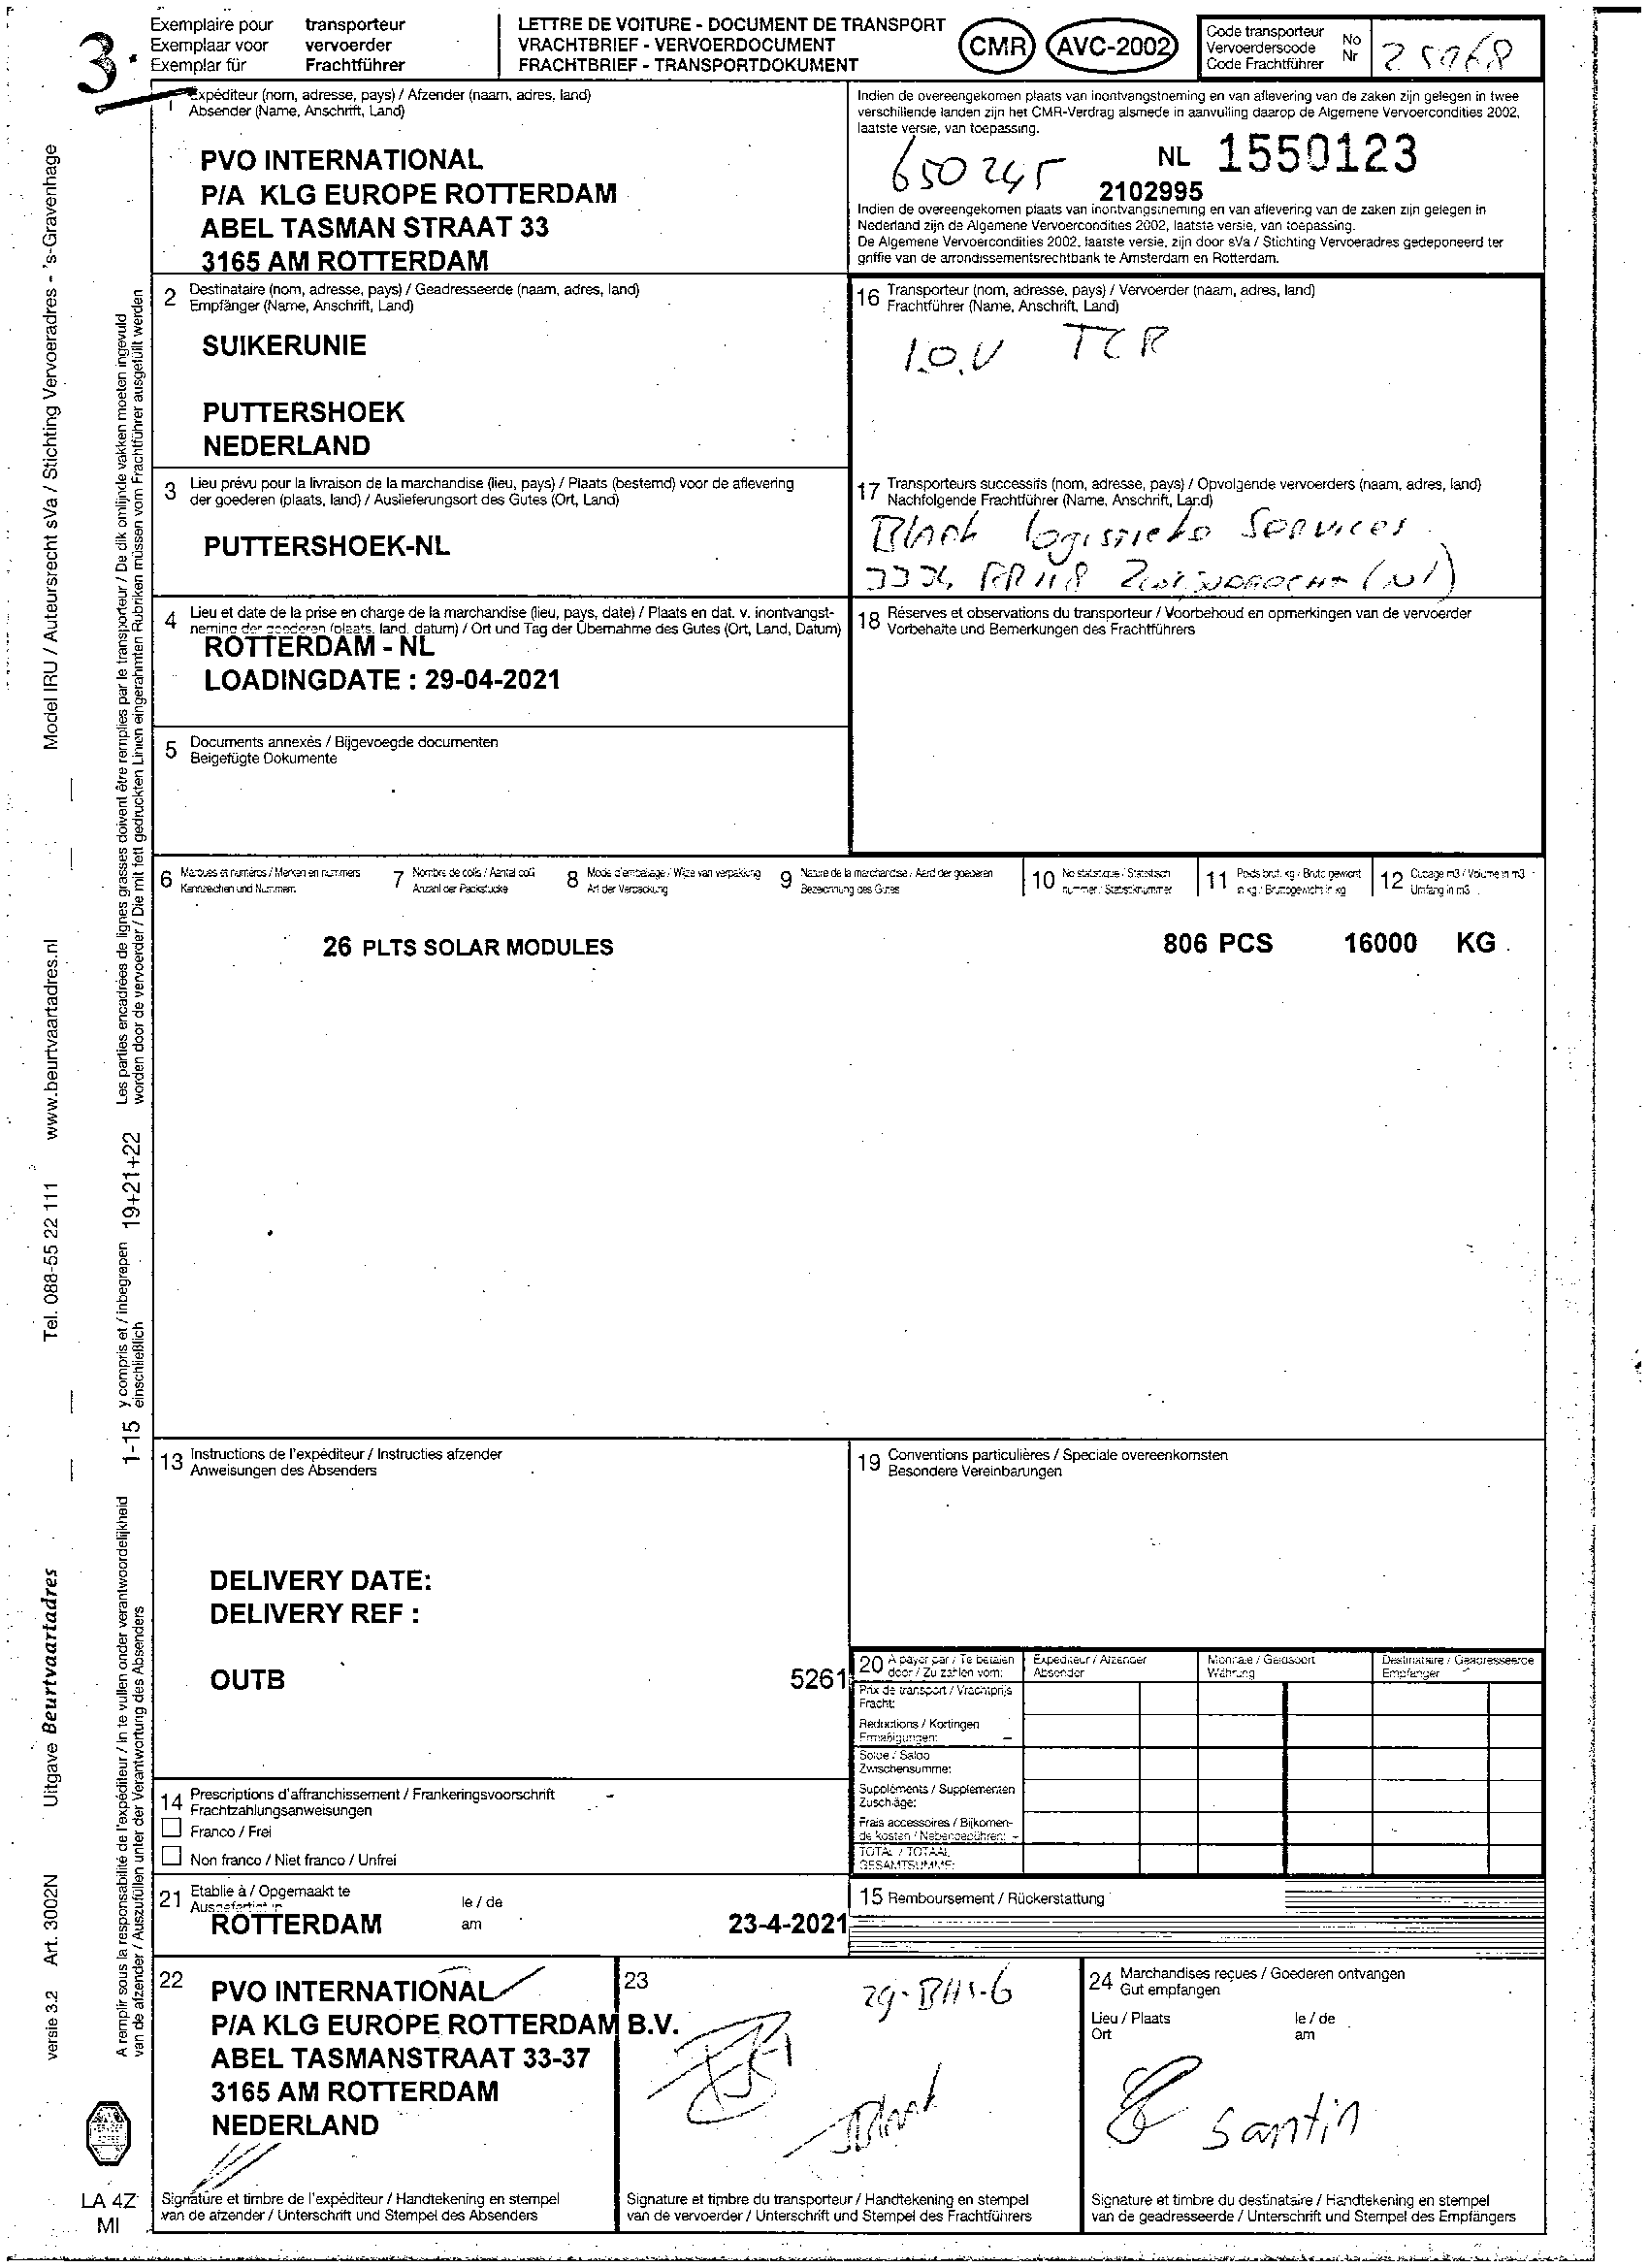 3.
Exemplaire pour transporteur
Exemplaar voor vervoerder
Exemplar für Frachtführer
LETTRE DE VOITURE - DOCUMENT DE TRANSPORT
VRACHTBRIEF - VERVOERDOCUMENT
FRACHTBRIEF - TRANSPORTDOKUMENT
CMR AVC-2002
Code transporteur No
Vervoerderscode Nr
Code Frachtführer
1 Expéditeur (nom, adresse, pays) / Afzender (naam, adres, land)
Absender (Name, Anschrift, Land)
PVO INTERNATIONAL
P/A KLG EUROPE ROTTERDAM
ABEL TASMAN STRAAT 33
3165 AM ROTTERDAM
Indien de overeengekomen plaats van inontvangstneming en van aflevering van de zaken zijn gelegen in twee
verschillende landen zijn het CMR-Verdrag alsmede in aanvulling daarop de Algemene Vervoercondities 2002,
laatste versie, van toepassing.
650245 NL 1550123
2102995
Indien de overeengekomen plaats van inontvangstneming en van aflevering van de zaken zijn gelegen in
Nederland zijn de Algemene Vervoercondities 2002, laatste versie, van toepassing.
De Algemene Vervoercondities 2002, laatste versie, zijn door sVa / Stichting Vervoeradres gedeponeerd ter
griffie van de arrondissementsrechtbank te Amsterdam en Rotterdam.
2 Destinataire (nom, adresse, pays) / Geadresseerde (naam, adres, land)
Empfänger (Name, Anschrift, Land)
SUIKERUNIE
PUTTERSHOEK
NEDERLAND
16 Transporteur (nom, adresse, pays) / Vervoerder (naam, adres, land)
Frachtführer (Name, Anschrift, Land)
I.O.V TCR
3 Lieu prévu pour la livraison de la marchandise (lieu, pays) / Plaats (bestemd) voor de aflevering
der goederen (plaats, land) / Auslieferungsort des Gutes (Ort, Land)
PUTTERSHOEK-NL
17 Transporteurs successifs (nom, adresse, pays) / Opvolgende vervoerders (naam, adres, land)
Nachfolgende Frachtführer (Name, Anschrift, Land)
Services
(Nl)
4 Lieu et date de la prise en charge de la marchandise (lieu, pays, date) / Plaats en dat. v. inontvangst-
neming der goederen (plaats, land, datum) / Ort und Tag der Übernahme des Gutes (Ort, Land, Datum)
ROTTERDAM - NL
LOADINGDATE : 29-04-2021
18 Réserves et observations du transporteur / Voorbehoud en opmerkingen van de vervoerder
Vorbehalte und Bemerkungen des Frachtführers
5 Documents annexés / Bijgevoegde documenten
Beigefügte Dokumente
6 Marques et numéros / Merken en nummers
Kennzeichen und Nummern
7 Nombre de colis / Aantal colli
Anzahl der Packstücke
8 Mode d'emballage / Wijze van verpakking
Art der Verpackung
9 Nature de la marchandise / Aard der goederen
Bezeichnung des Gutes
10 No statistique / Statistisch
nummer / Statistiknummer
11 Poids brut, kg / Bruto gewicht
in kg / Bruttogewicht in kg
12 Cubage m3 / Volume in m3
Umfang in m3
26 PLTS SOLAR MODULES 806 PCS 16000 KG
13 Instructions de l'expéditeur / Instructies afzender
Anweisungen des Absenders
DELIVERY DATE:
DELIVERY REF :
OUTB 5261
19 Conventions particulières / Speciale overeenkomsten
Besondere Vereinbarungen
20 A payer par / Te betalen
door / Zu zahlen vom:
Expéditeur / Afzender
Absender
Monnaie / Geldsoort
Währung
Destinataire / Geadresseerde
Empfänger
Prix de transport / Vrachtprijs
Fracht:
Réductions / Kortingen
Ermäßigungen: –
Solde / Saldo
Zwischensumme:
Suppléments / Supplementen
Zuschläge:
Frais accessoires / Bijkomen-
de kosten / Nebengebühren: –
TOTAL / TOTAAL
GESAMTSUMME:
14 Prescriptions d'affranchissement / Frankeringsvoorschrift
Frachtzahlungsanweisungen
Franco / Frei
Non franco / Niet franco / Unfrei
21 Etablie à / Opgemaakt te le / de
Ausgefertigt in am
ROTTERDAM 23-4-2021
15 Remboursement / Rückerstattung
22 PVO INTERNATIONAL
P/A KLG EUROPE ROTTERDAM B.V.
ABEL TASMANSTRAAT 33-37
3165 AM ROTTERDAM
NEDERLAND
Signature et timbre de l'expéditeur / Handtekening en stempel
van de afzender / Unterschrift und Stempel des Absenders
23
Signature et timbre du transporteur / Handtekening en stempel
van de vervoerder / Unterschrift und Stempel des Frachtführers
24 Marchandises reçues / Goederen ontvangen
Gut empfangen
Lieu / Plaats le / de
Ort am
Santin
Signature et timbre du destinataire / Handtekening en stempel
van de geadresseerde / Unterschrift und Stempel des Empfängers
Model IRU / Auteursrecht sVa / Stichting Vervoeradres - 's-Gravenhage
www.beurtvaartadres.nl
Tel. 088-55 22 111
Uitgave Beurtvaartadres
Art. 3002N
versie 3.2
Les parties encadrées de lignes grasses doivent être remplies par le transporteur / De dik omlijnde vakken moeten ingevuld
worden door de vervoerder / Die mit fett gedruckten Linien eingerahmten Rubriken müssen vom Frachtführer ausgefüllt werden
1-15 y compris et / inbegrepen 19+21+22
einschließlich
A remplir sous la responsabilité de l'expéditeur / In te vullen onder verantwoordelijkheid
van de afzender / Auszufüllen unter der Verantwortung des Absenders
LA 4Z
MI